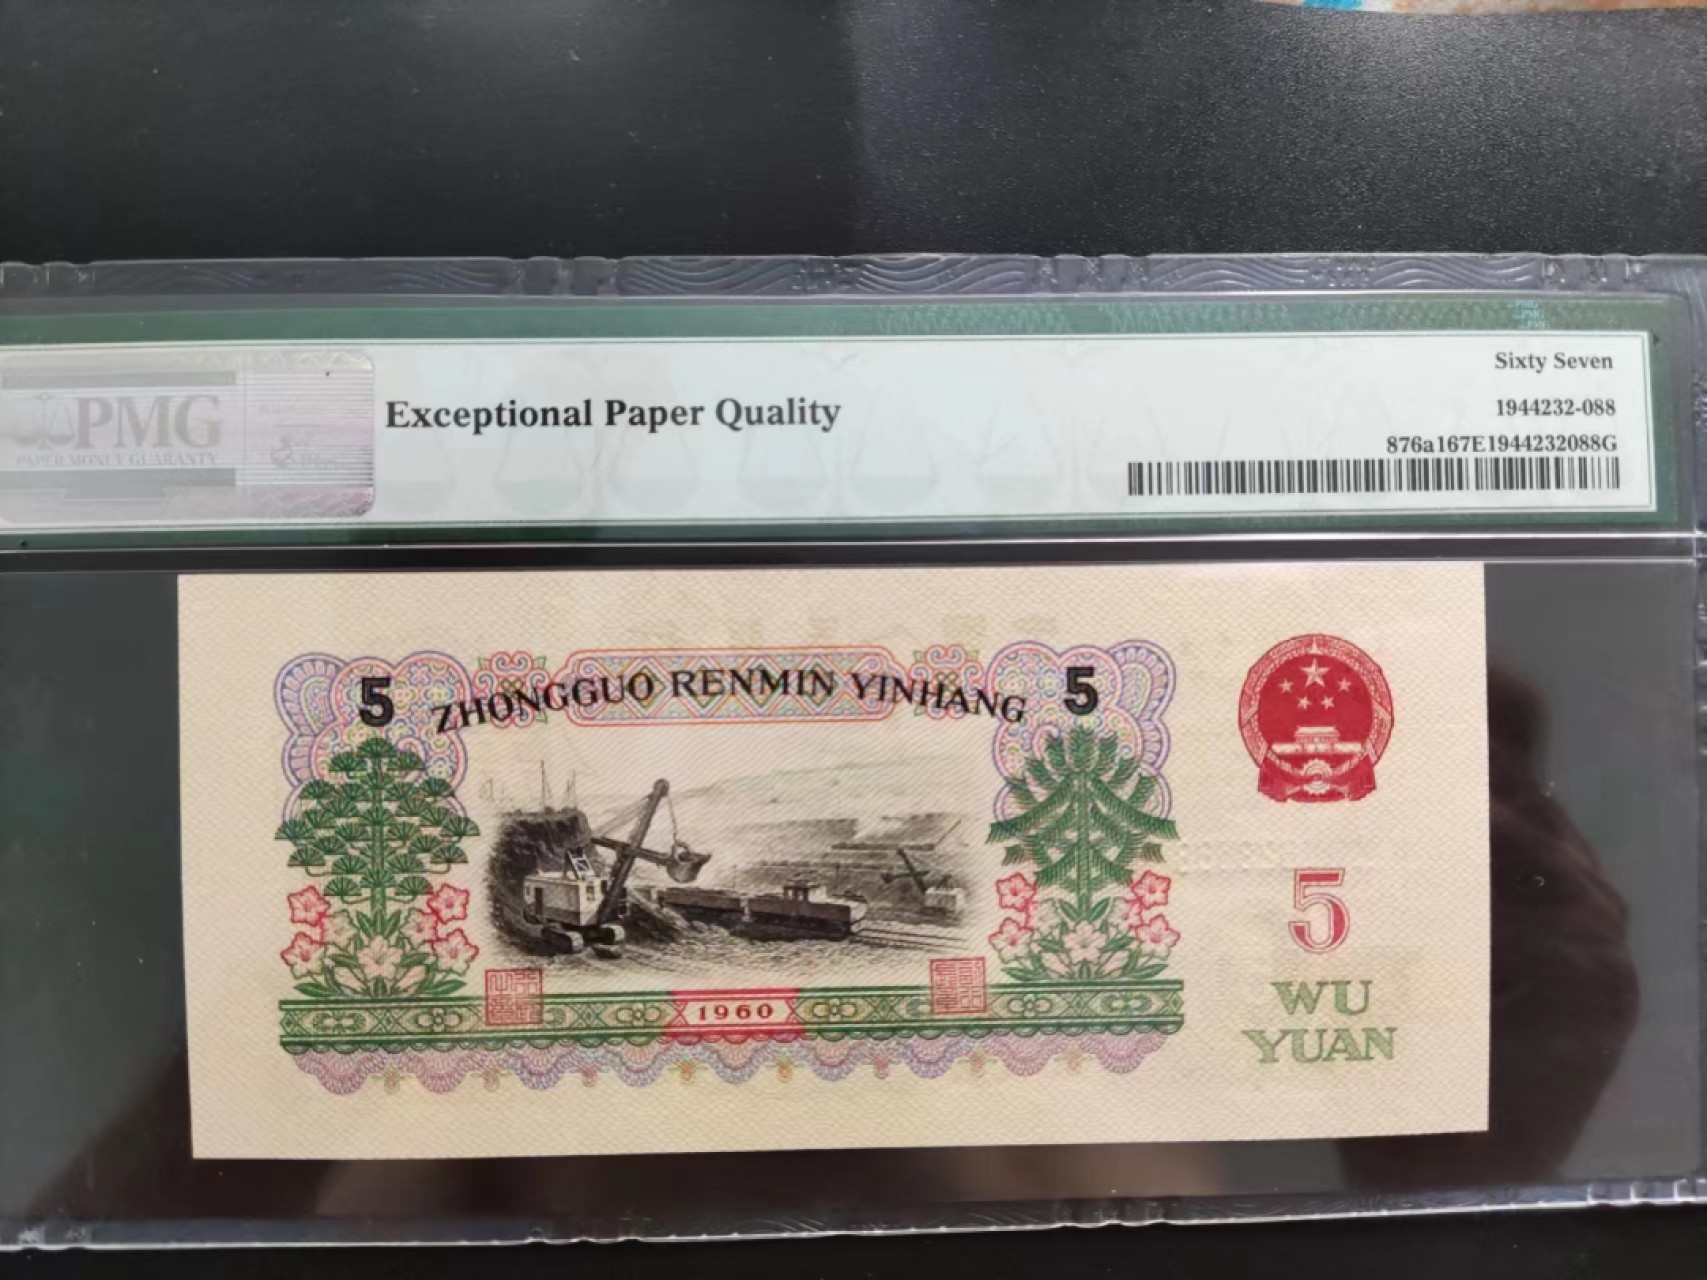 PMG
PAPER MONEY GUARANTY
Exceptional Paper Quality
Sixty Seven
1944232-088
876a167E1944232088G
5 ZHONGGUO RENMIN YINHANG 5
5
WU
YUAN
1960